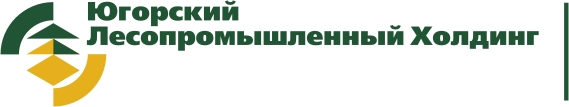 Югорский
Лесопромышленный Холдинг